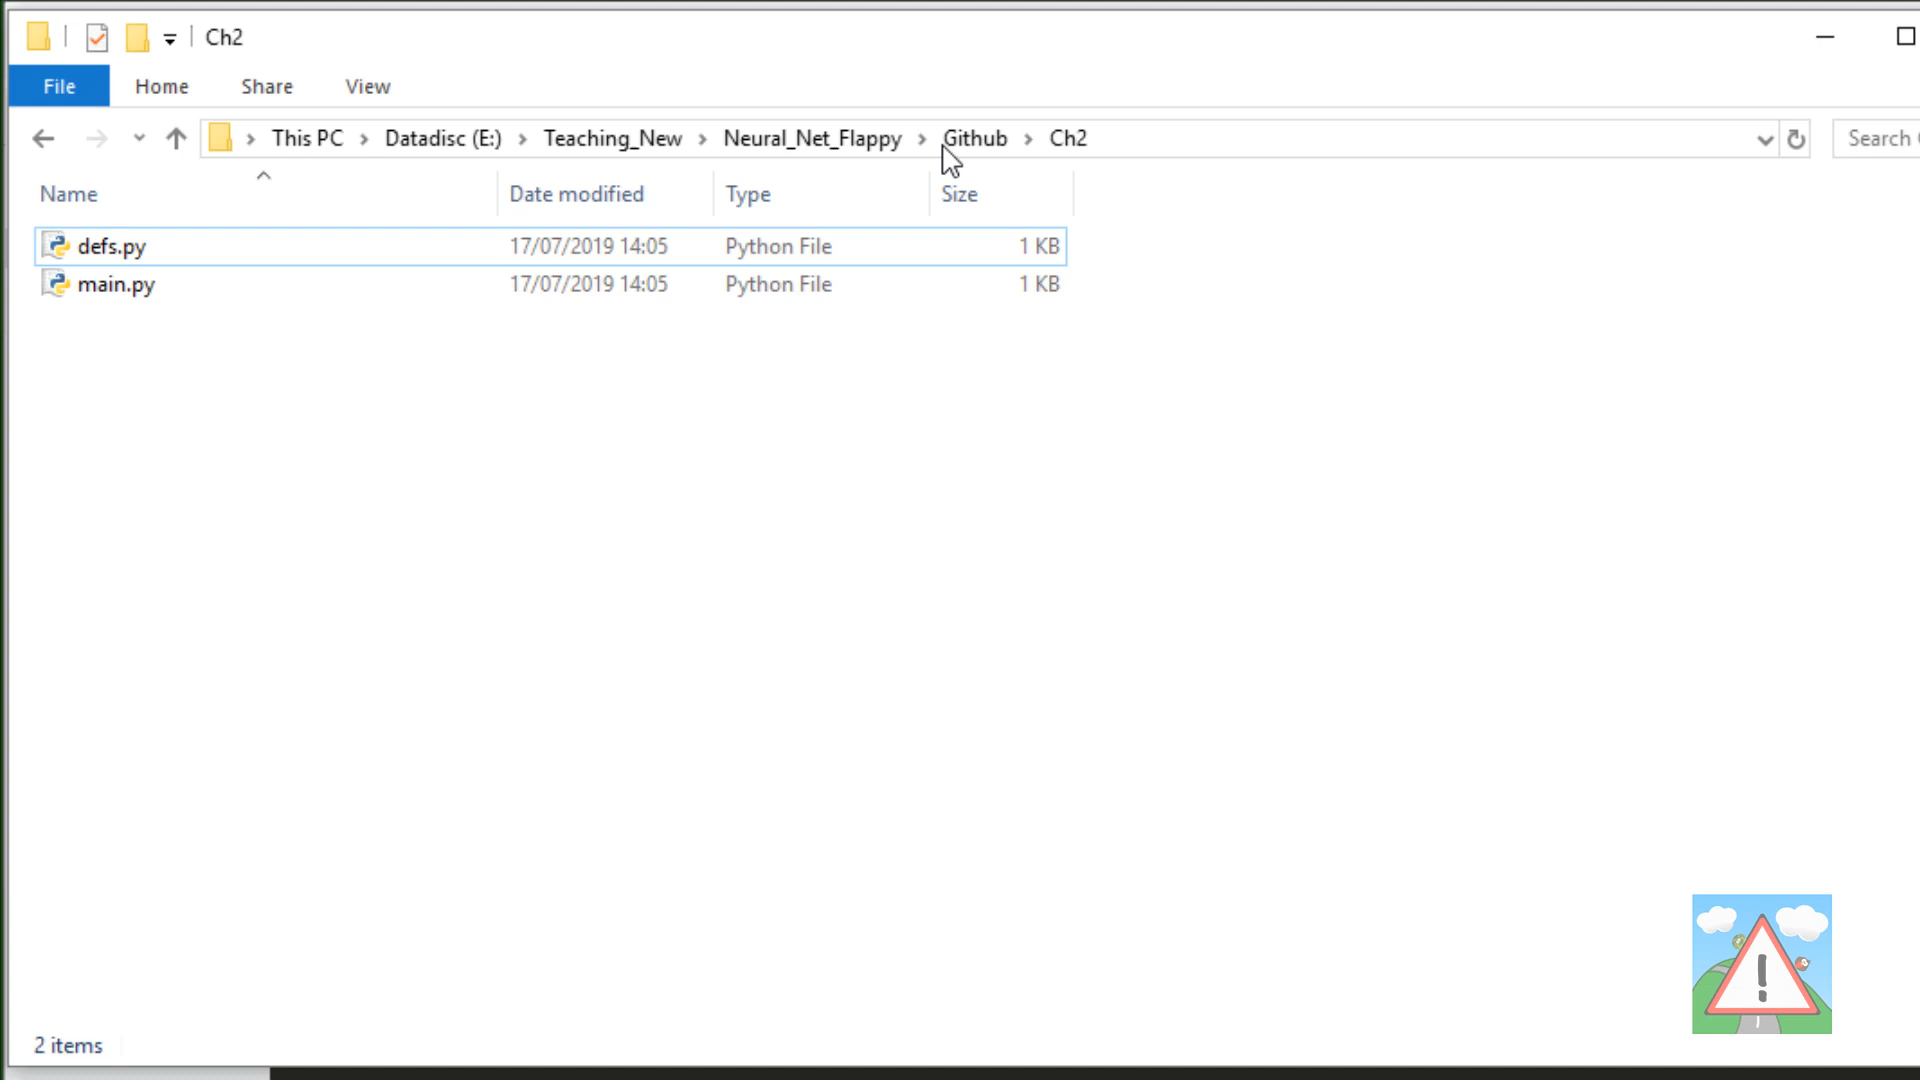 Ch2
File Home Share View
This PC > Datadisc (E:) > Teaching_New > Neural_Net_Flappy > Github > Ch2
Search
Name Date modified Type Size
defs.py 17/07/2019 14:05 Python File 1 KB
main.py 17/07/2019 14:05 Python File 1 KB
!
2 items